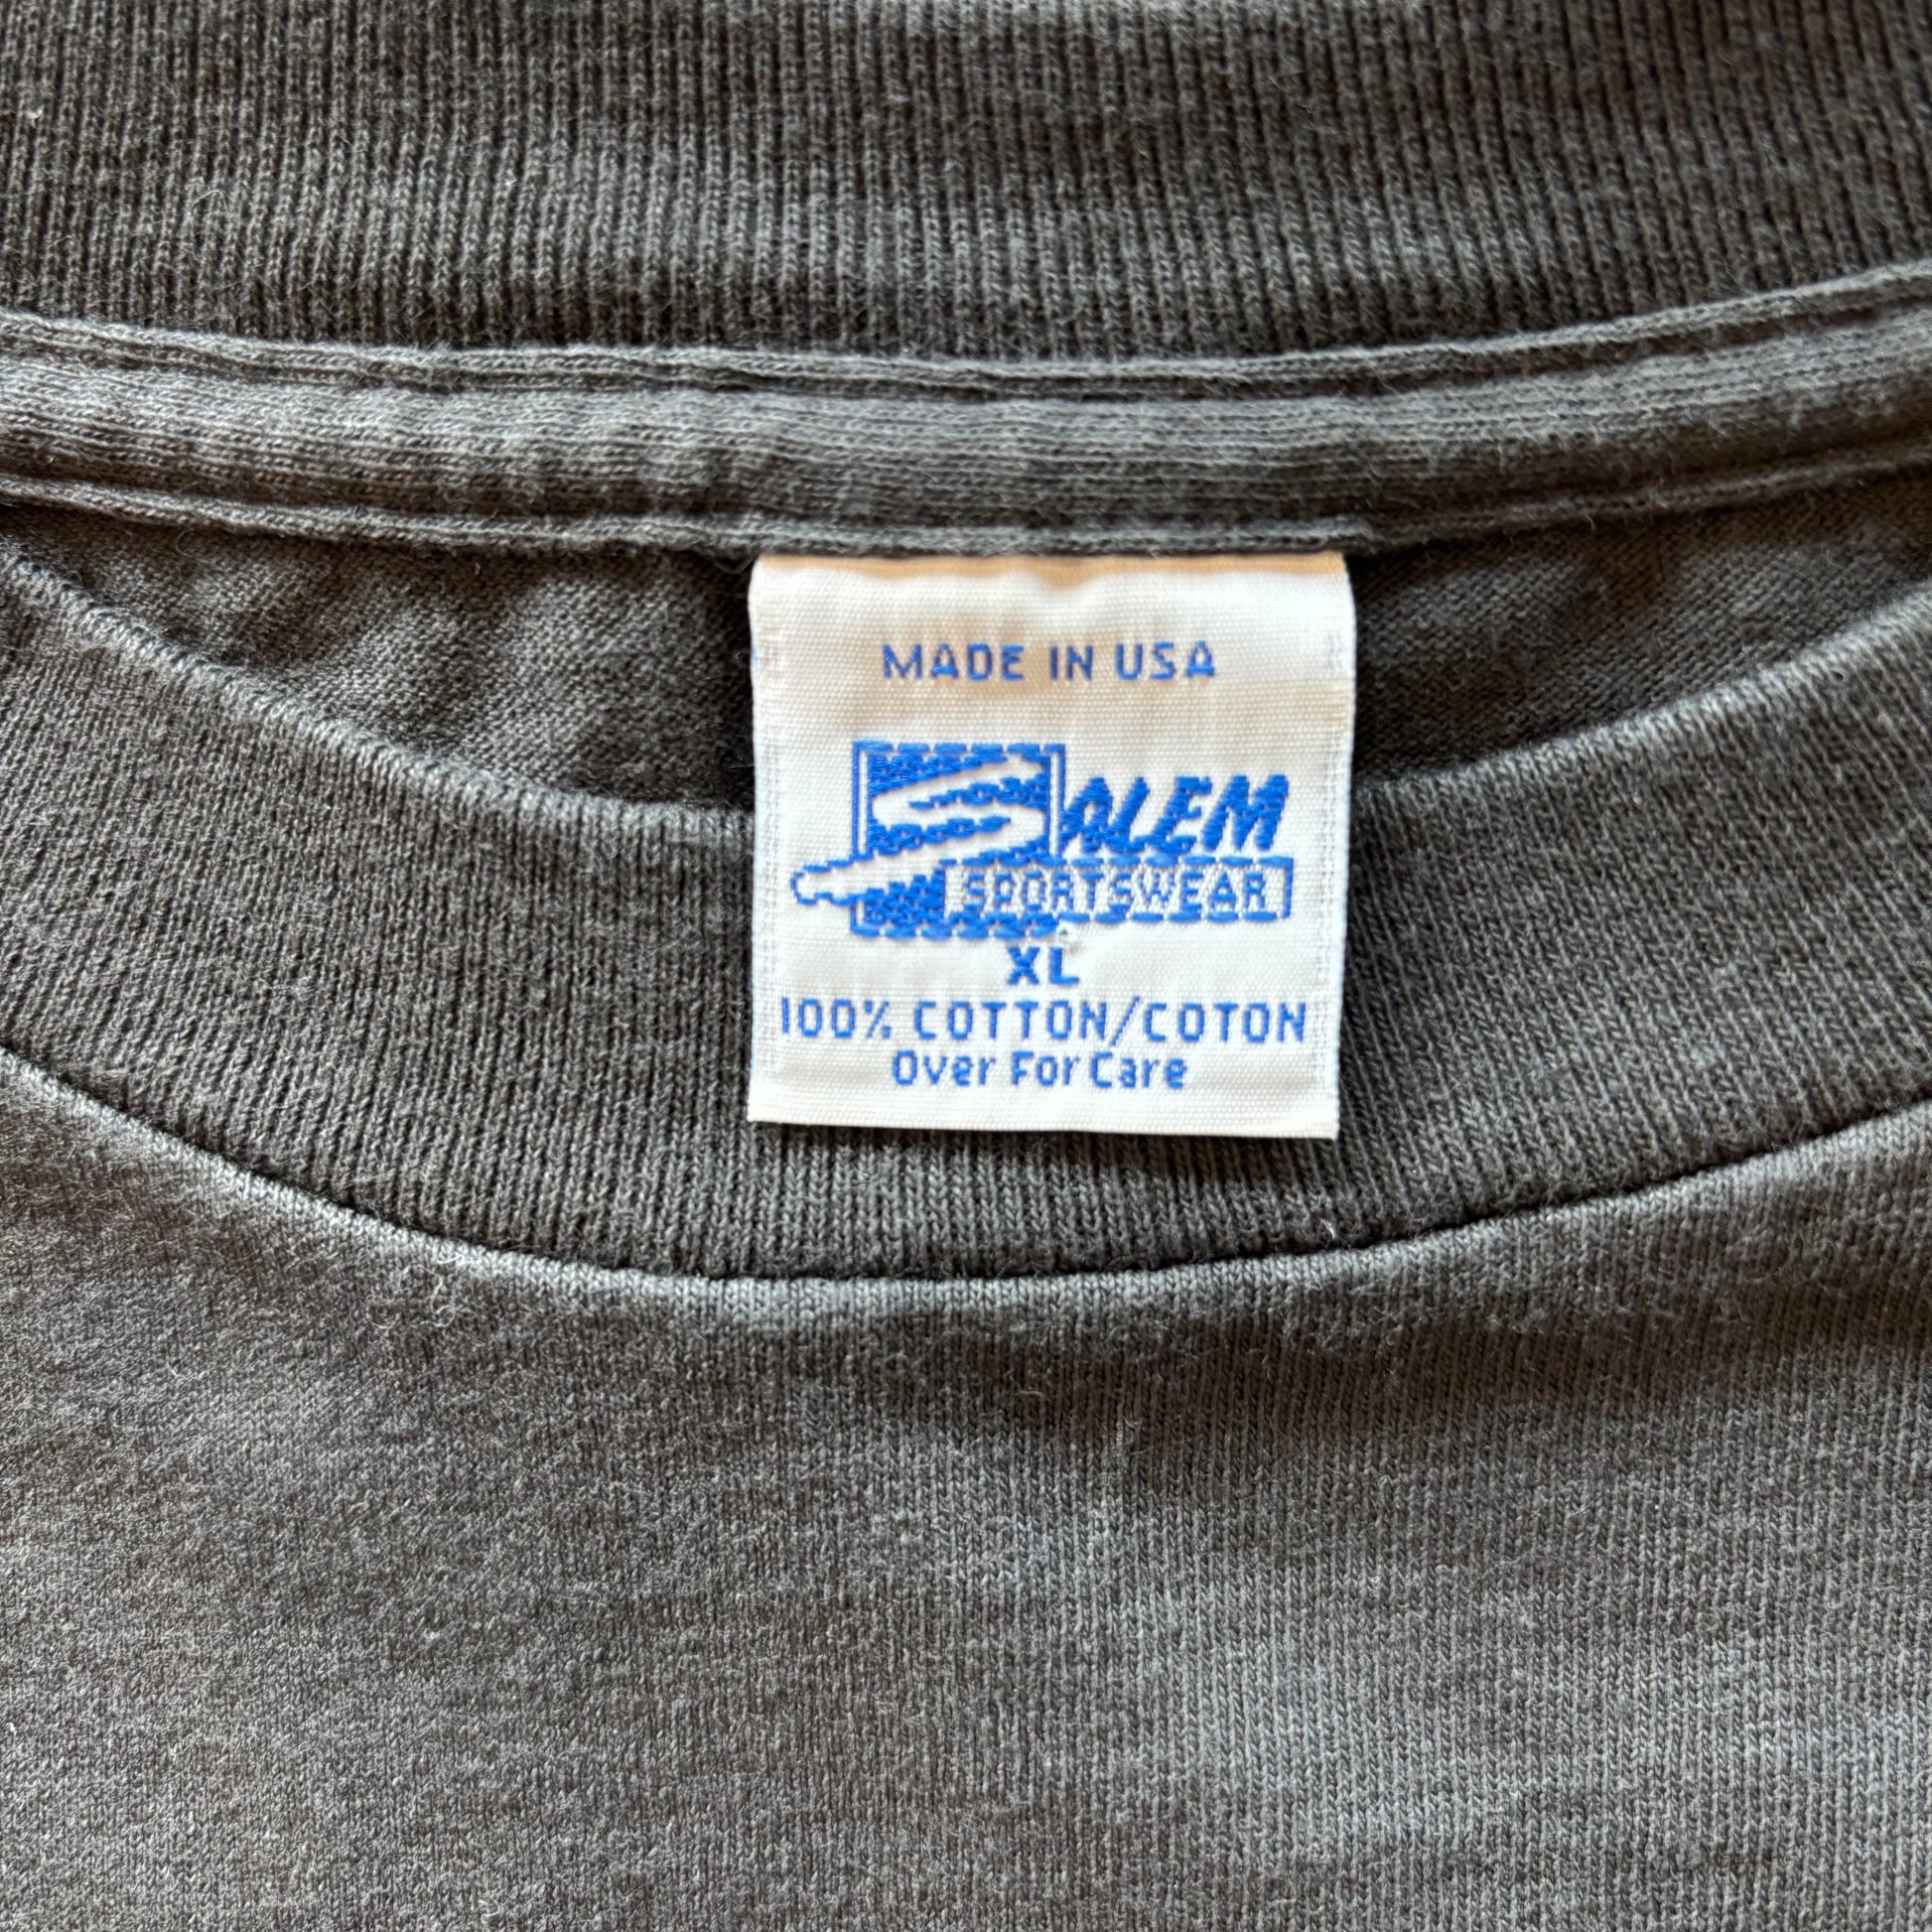 MADE IN USA
SALEM
SPORTSWEAR
XL
100% COTTON/COTON
Over For Care